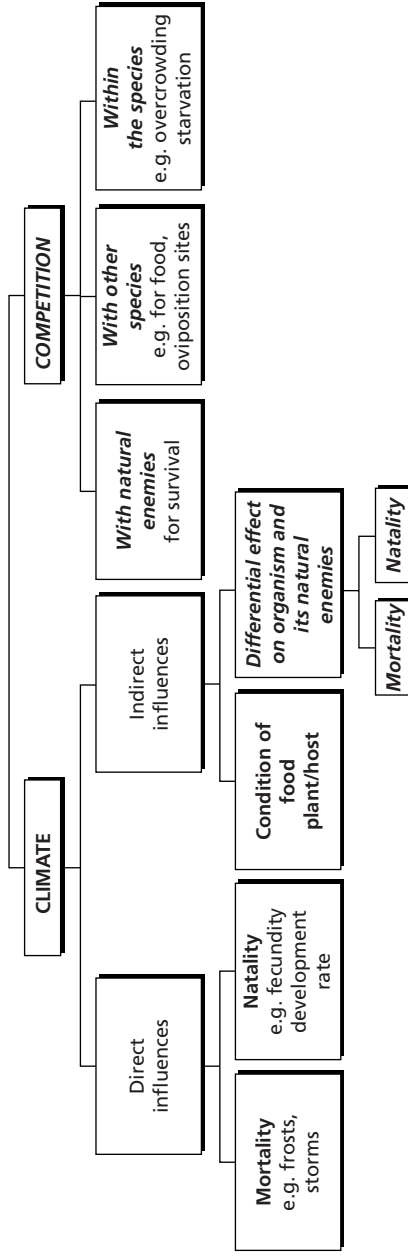 CLIMATE
COMPETITION
Direct
influences
Indirect
influences
With natural
enemies
for survival
With other
species
e.g. for food,
oviposition sites
Within
the species
e.g. overcrowding
starvation
Mortality
e.g. frosts,
storms
Natality
e.g. fecundity
development
rate
Condition of
food
plant/host
Differential effect
on organism and
its natural
enemies
Mortality
Natality